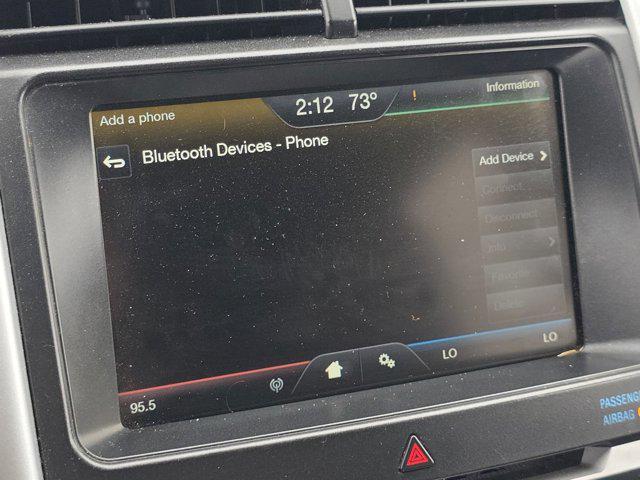 2:12 73° !
Information
Add a phone
Bluetooth Devices - Phone
Add Device
Connect...
Disconnect
Info
Favorite
Delete
LO
LO
95.5
PASSENG
AIRBAG